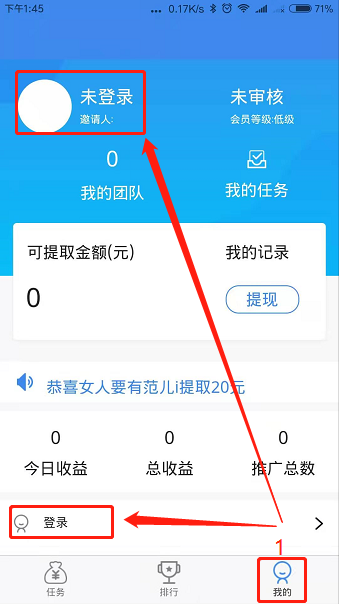 下午1:45
0.17K/s
71%
未登录
未审核
邀请人:
会员等级:低级
0
我的团队
我的任务
可提取金额(元)
我的记录
0
提现
恭喜女人要有范儿i提取20元
0
0
0
今日收益
总收益
推广总数
登录
1
任务
排行
我的